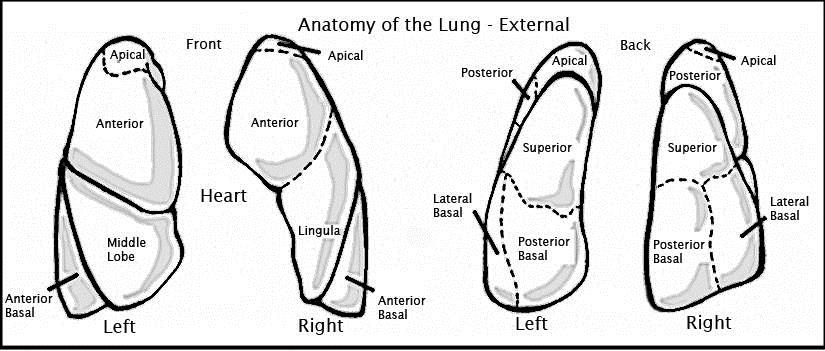 Anatomy of the Lung - External
Front
Back
Apical
Anterior
Middle
Lobe
Anterior
Basal
Left
Heart
Apical
Anterior
Lingula
Anterior
Basal
Right
Posterior
Apical
Superior
Lateral
Basal
Posterior
Basal
Left
Apical
Posterior
Superior
Lateral
Basal
Posterior
Basal
Right